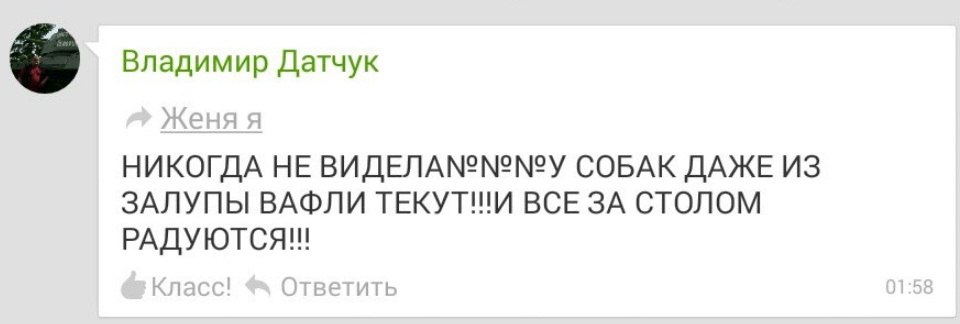 Владимир Датчук
Женя я
НИКОГДА НЕ ВИДЕЛА№№№У СОБАК ДАЖЕ ИЗ
ЗАЛУПЫ ВАФЛИ ТЕКУТ!!!И ВСЕ ЗА СТОЛОМ
РАДУЮТСЯ!!!
Класс! Ответить 01:58